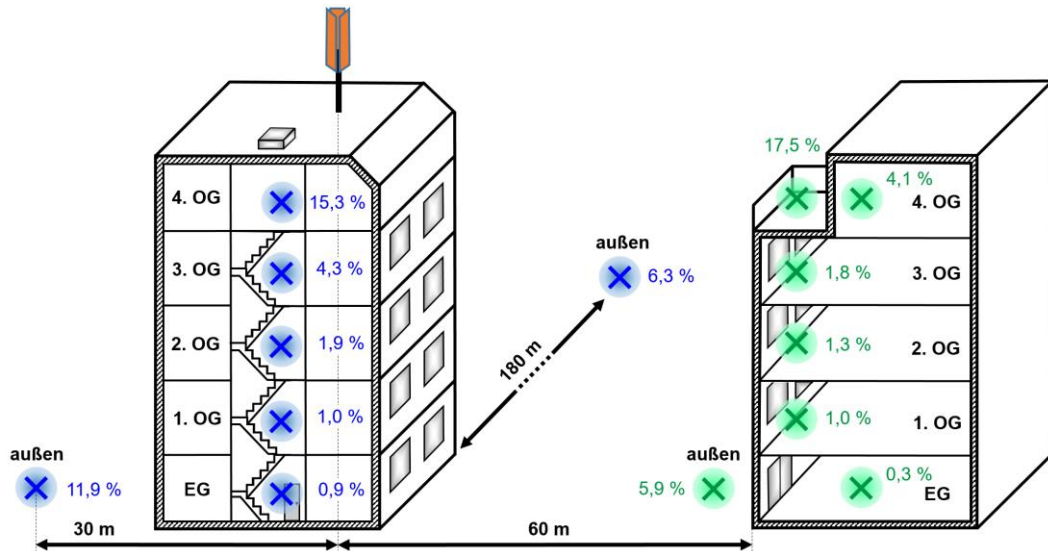 17,5 %
4,1 %
4. OG
15,3 %
4. OG
außen
6,3 %
3. OG
4,3 %
1,8 %
3. OG
2. OG
1,9 %
1,3 %
2. OG
180 m
1. OG
1,0 %
1,0 %
1. OG
außen
11,9 %
EG
0,9 %
außen
5,9 %
0,3 %
EG
30 m
60 m